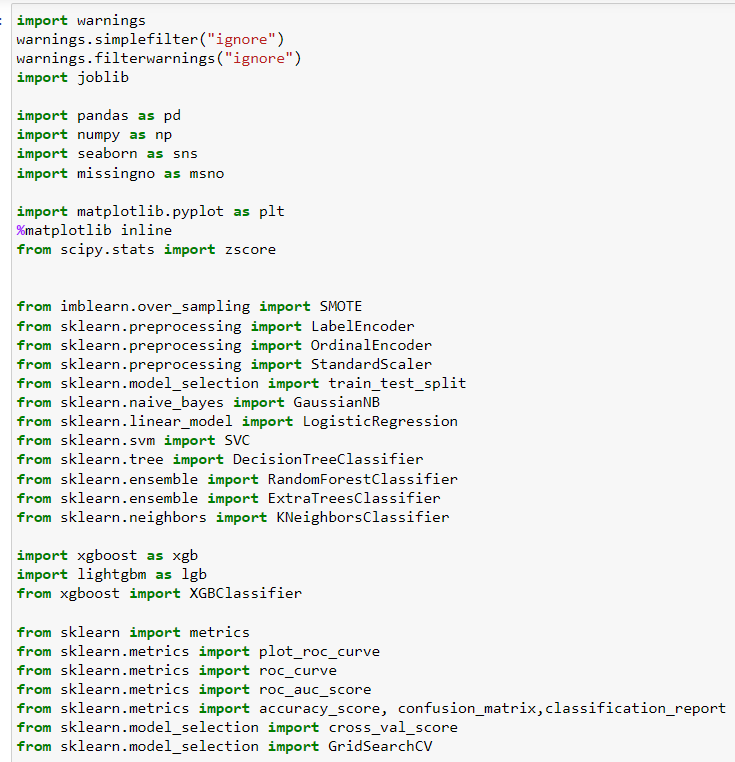 import warnings
warnings.simplefilter("ignore")
warnings.filterwarnings("ignore")
import joblib
import pandas as pd
import numpy as np
import seaborn as sns
import missingno as msno
import matplotlib.pyplot as plt
%matplotlib inline
from scipy.stats import zscore
from imblearn.over_sampling import SMOTE
from sklearn.preprocessing import LabelEncoder
from sklearn.preprocessing import OrdinalEncoder
from sklearn.preprocessing import StandardScaler
from sklearn.model_selection import train_test_split
from sklearn.naive_bayes import GaussianNB
from sklearn.linear_model import LogisticRegression
from sklearn.svm import SVC
from sklearn.tree import DecisionTreeClassifier
from sklearn.ensemble import RandomForestClassifier
from sklearn.ensemble import ExtraTreesClassifier
from sklearn.neighbors import KNeighborsClassifier
import xgboost as xgb
import lightgbm as lgb
from xgboost import XGBClassifier
from sklearn import metrics
from sklearn.metrics import plot_roc_curve
from sklearn.metrics import roc_curve
from sklearn.metrics import roc_auc_score
from sklearn.metrics import accuracy_score, confusion_matrix,classification_report
from sklearn.model_selection import cross_val_score
from sklearn.model_selection import GridSearchCV